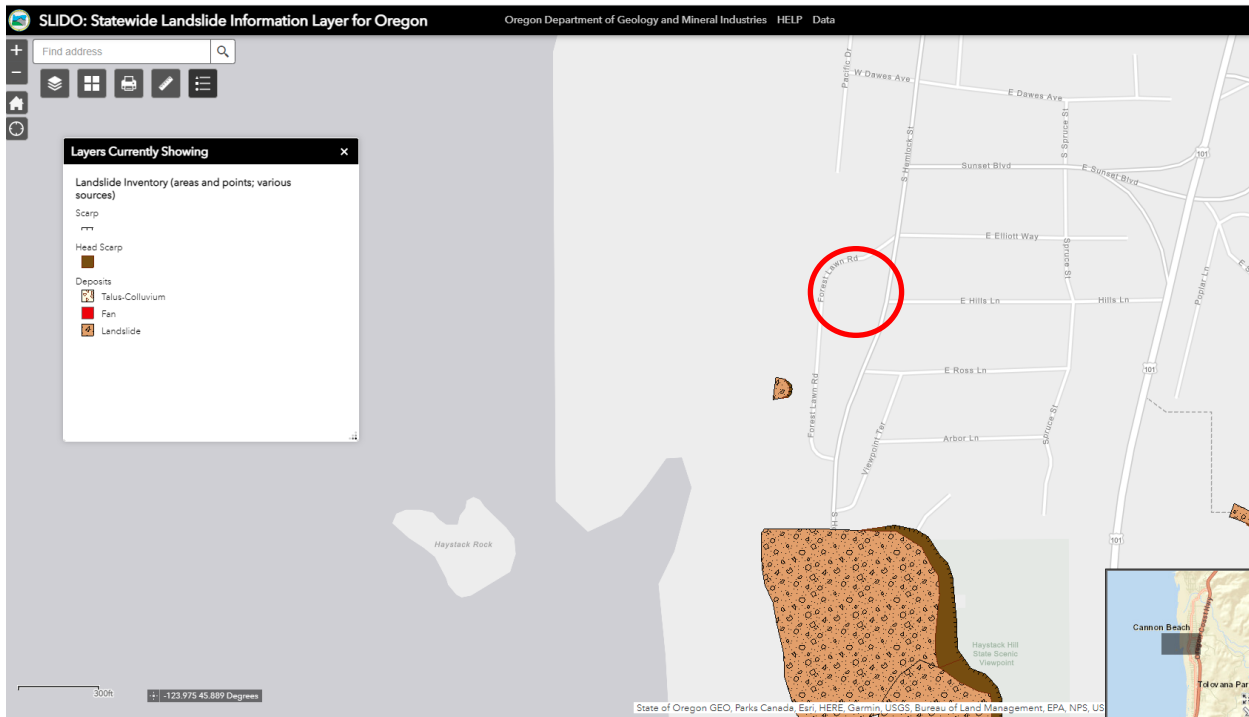 SLIDO: Statewide Landslide Information Layer for Oregon
Oregon Department of Geology and Mineral Industries HELP Data
+
Find address
−
Layers Currently Showing ×
Landslide Inventory (areas and points; various
sources)
Scarp
Head Scarp
Deposits
Talus-Colluvium
Fan
Landslide
Pacific Dr
W Dawes Ave
E Dawes Ave
S Hemlock St
S Spruce St
Sunset Blvd
E Sunset Blvd
101
E Elliott Way
Spruce St
Forest Lawn Rd
Forest Lawn Rd
E Hills Ln
Hills Ln
Poplar Ln
E Ross Ln
101
Forest Lawn Rd
Viewpoint Ter
Arbor Ln
Spruce St
Haystack Rock
101
Haystack Hill
State Scenic
Viewpoint
Cannon Beach
300ft
-123.975 45.889 Degrees
State of Oregon GEO, Parks Canada, Esri, HERE, Garmin, USGS, Bureau of Land Management, EPA, NPS, US